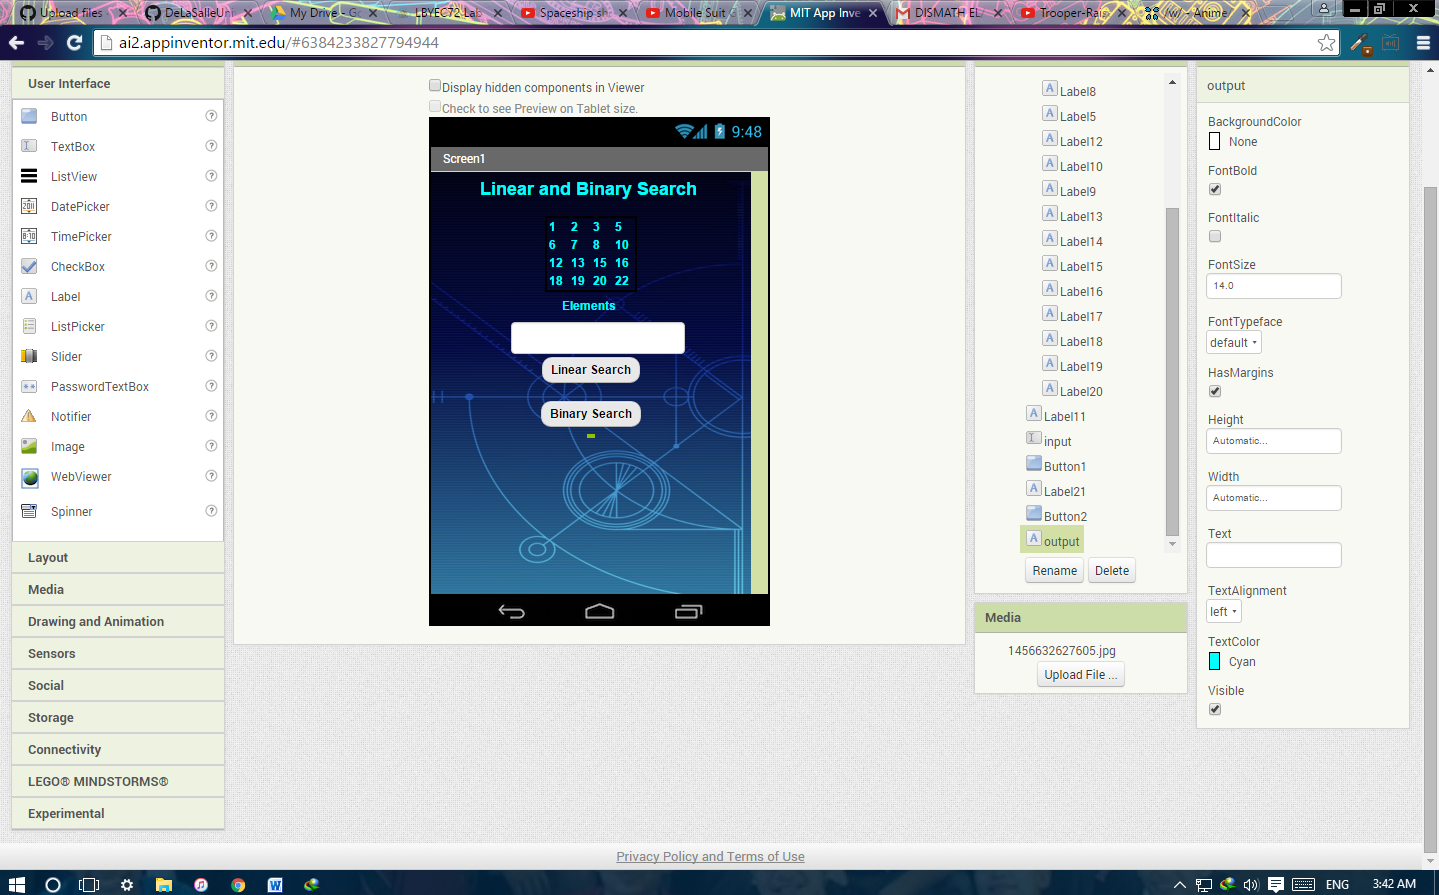 Upload files
DeLaSalleUni
My Drive - Go
LBYEC72-Lab
Spaceship sh
Mobile Suit G
MIT App Inve
DISMATH EL
Trooper-Rais
/w/ - Anime
ai2.appinventor.mit.edu/#6384233827794944
User Interface
Button
TextBox
ListView
DatePicker
TimePicker
CheckBox
Label
ListPicker
Slider
PasswordTextBox
Notifier
Image
WebViewer
Spinner
Layout
Media
Drawing and Animation
Sensors
Social
Storage
Connectivity
LEGO® MINDSTORMS®
Experimental
Display hidden components in Viewer
Check to see Preview on Tablet size.
9:48
Screen1
Linear and Binary Search
1 2 3 5
6 7 8 10
12 13 15 16
18 19 20 22
Elements
Linear Search
Binary Search
Label8
Label5
Label12
Label10
Label9
Label13
Label14
Label15
Label16
Label17
Label18
Label19
Label20
Label11
input
Button1
Label21
Button2
output
Rename Delete
Media
1456632627605.jpg
Upload File ...
output
BackgroundColor
None
FontBold
FontItalic
FontSize
14.0
FontTypeface
default
HasMargins
Height
Automatic...
Width
Automatic...
Text
TextAlignment
left
TextColor
Cyan
Visible
Privacy Policy and Terms of Use
ENG 3:42 AM